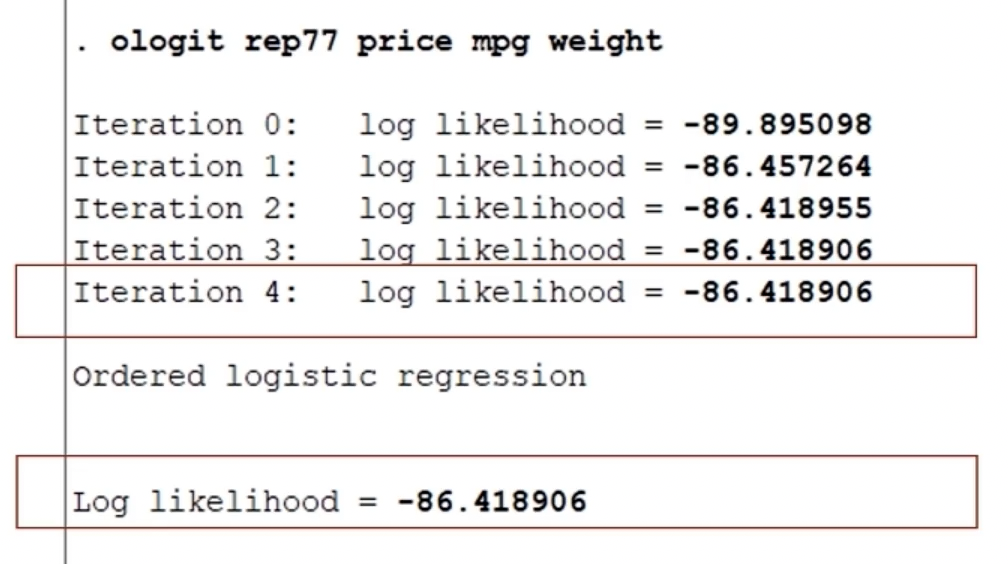 . ologit rep77 price mpg weight
Iteration 0:   log likelihood = -89.895098
Iteration 1:   log likelihood = -86.457264
Iteration 2:   log likelihood = -86.418955
Iteration 3:   log likelihood = -86.418906
Iteration 4:   log likelihood = -86.418906
Ordered logistic regression
Log likelihood = -86.418906